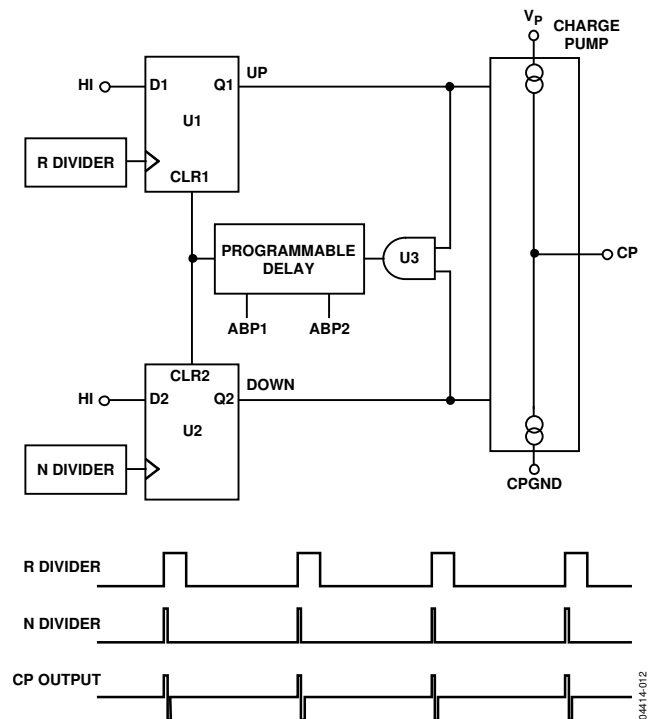 VP
CHARGE
PUMP
HI
D1
Q1
UP
U1
R DIVIDER
CLR1
PROGRAMMABLE
DELAY
U3
CP
ABP1
ABP2
CLR2
DOWN
HI
D2
Q2
U2
N DIVIDER
CPGND
R DIVIDER
N DIVIDER
CP OUTPUT
04414-012